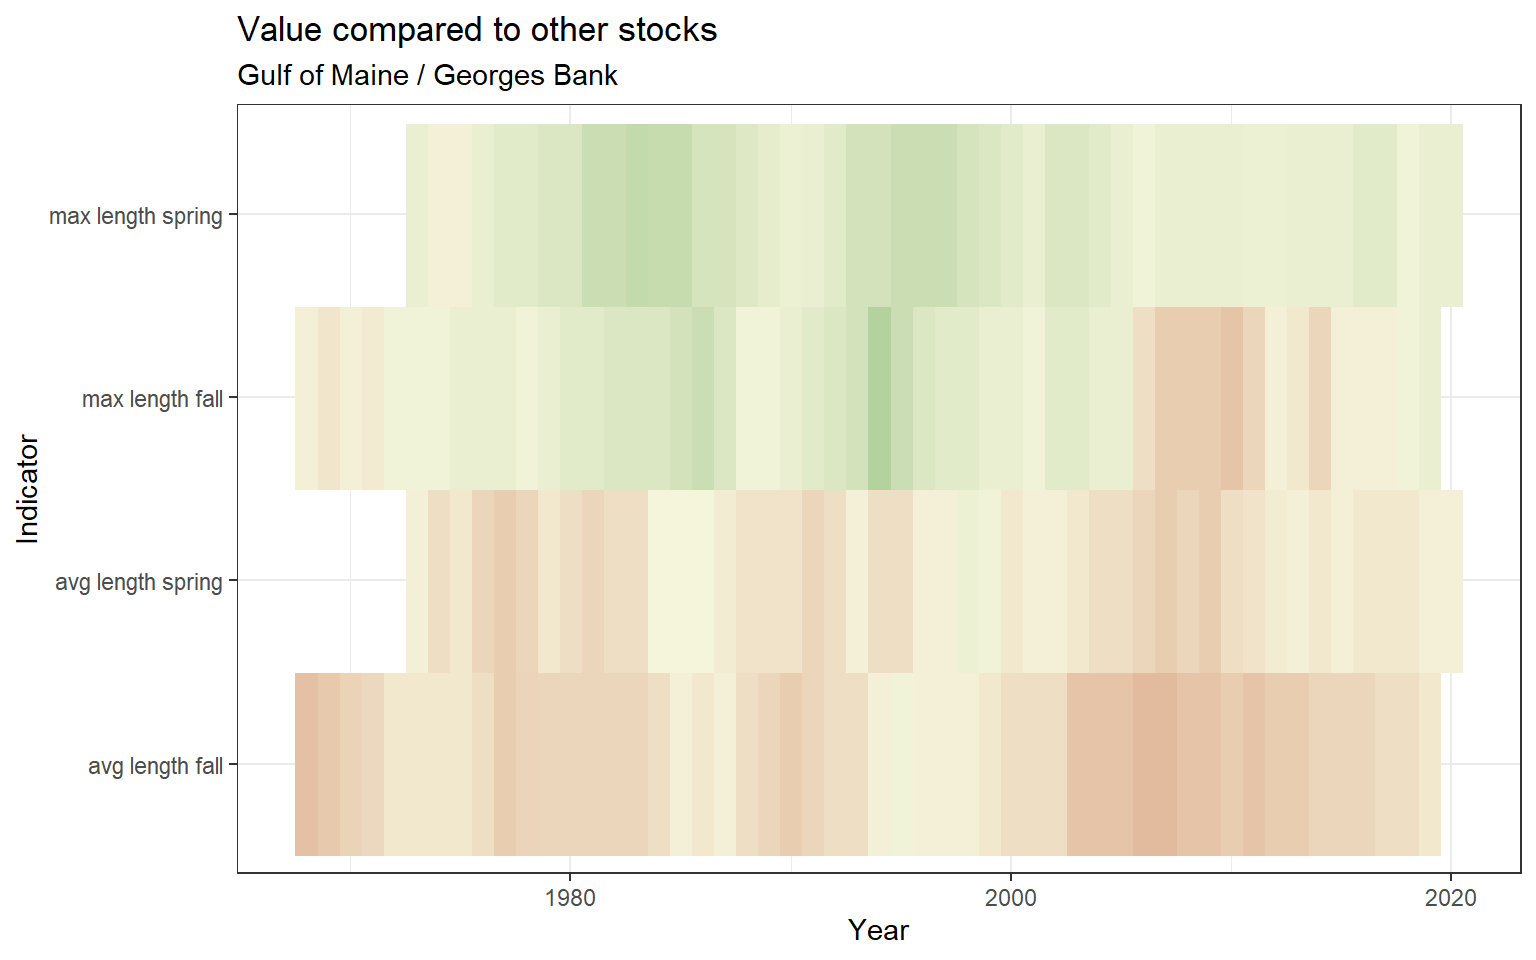 Value compared to other stocks
Gulf of Maine / Georges Bank
max length spring
max length fall
avg length spring
avg length fall
Indicator
1980
2000
2020
Year